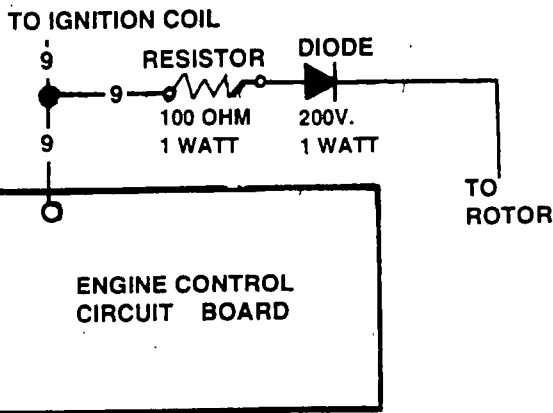 TO IGNITION COIL
9
RESISTOR
DIODE
9
100 OHM
1 WATT
200V.
1 WATT
9
TO
ROTOR
ENGINE CONTROL
CIRCUIT BOARD